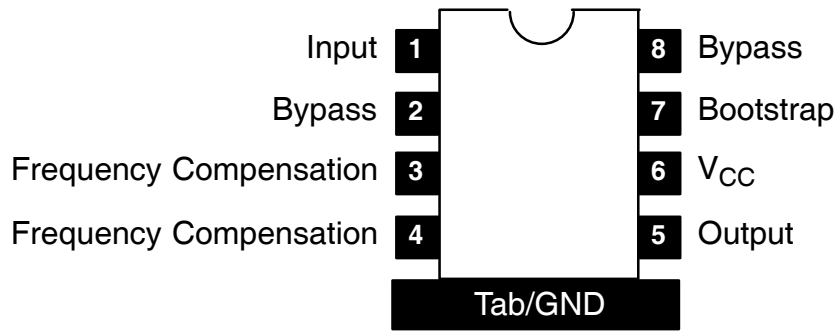 Input 1 8 Bypass
Bypass 2 7 Bootstrap
Frequency Compensation 3 6 VCC
Frequency Compensation 4 5 Output
Tab/GND